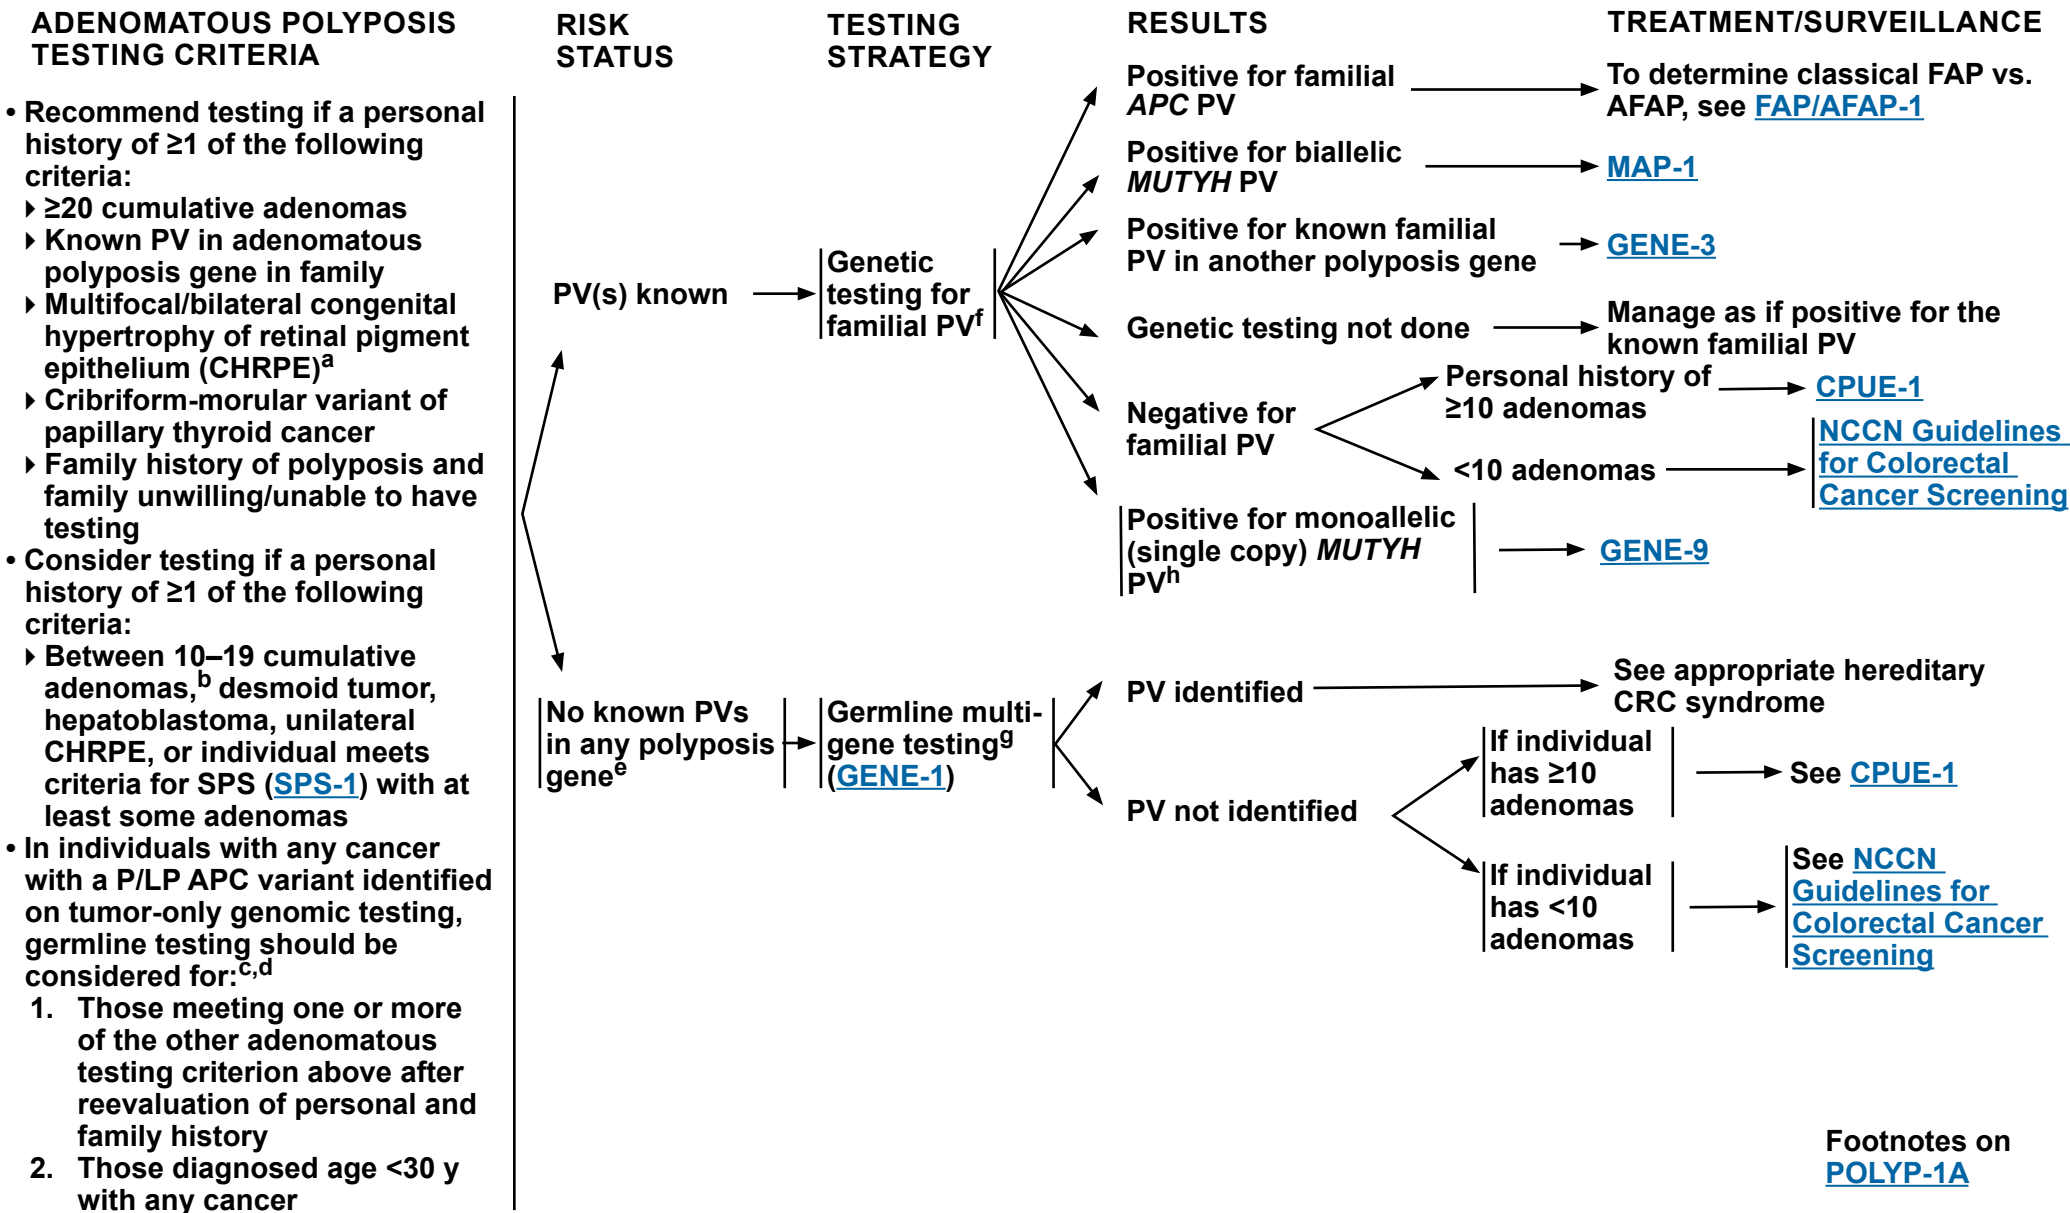 ADENOMATOUS POLYPOSIS
TESTING CRITERIA
• Recommend testing if a personal
history of ≥1 of the following
criteria:
▸ ≥20 cumulative adenomas
▸ Known PV in adenomatous
polyposis gene in family
▸ Multifocal/bilateral congenital
hypertrophy of retinal pigment
epithelium (CHRPE)a
▸ Cribriform-morular variant of
papillary thyroid cancer
▸ Family history of polyposis and
family unwilling/unable to have
testing
• Consider testing if a personal
history of ≥1 of the following
criteria:
▸ Between 10–19 cumulative
adenomas,b desmoid tumor,
hepatoblastoma, unilateral
CHRPE, or individual meets
criteria for SPS (SPS-1) with at
least some adenomas
• In individuals with any cancer
with a P/LP APC variant identified
on tumor-only genomic testing,
germline testing should be
considered for:c,d
1. Those meeting one or more
of the other adenomatous
testing criterion above after
reevaluation of personal and
family history
2. Those diagnosed age <30 y
with any cancer
RISK
STATUS
PV(s) known
No known PVs
in any polyposis
genee
TESTING
STRATEGY
Genetic
testing for
familial PVf
Germline multi-
gene testingg
(GENE-1)
RESULTS
Positive for familial
APC PV
Positive for biallelic
MUTYH PV
Positive for known familial
PV in another polyposis gene
Genetic testing not done
Negative for
familial PV
Personal history of
≥10 adenomas
<10 adenomas
Positive for monoallelic
(single copy) MUTYH
PVh
PV identified
PV not identified
If individual
has ≥10
adenomas
If individual
has <10
adenomas
TREATMENT/SURVEILLANCE
To determine classical FAP vs.
AFAP, see FAP/AFAP-1
MAP-1
GENE-3
Manage as if positive for the
known familial PV
CPUE-1
NCCN Guidelines
for Colorectal
Cancer Screening
GENE-9
See appropriate hereditary
CRC syndrome
See CPUE-1
See NCCN
Guidelines for
Colorectal Cancer
Screening
Footnotes on
POLYP-1A